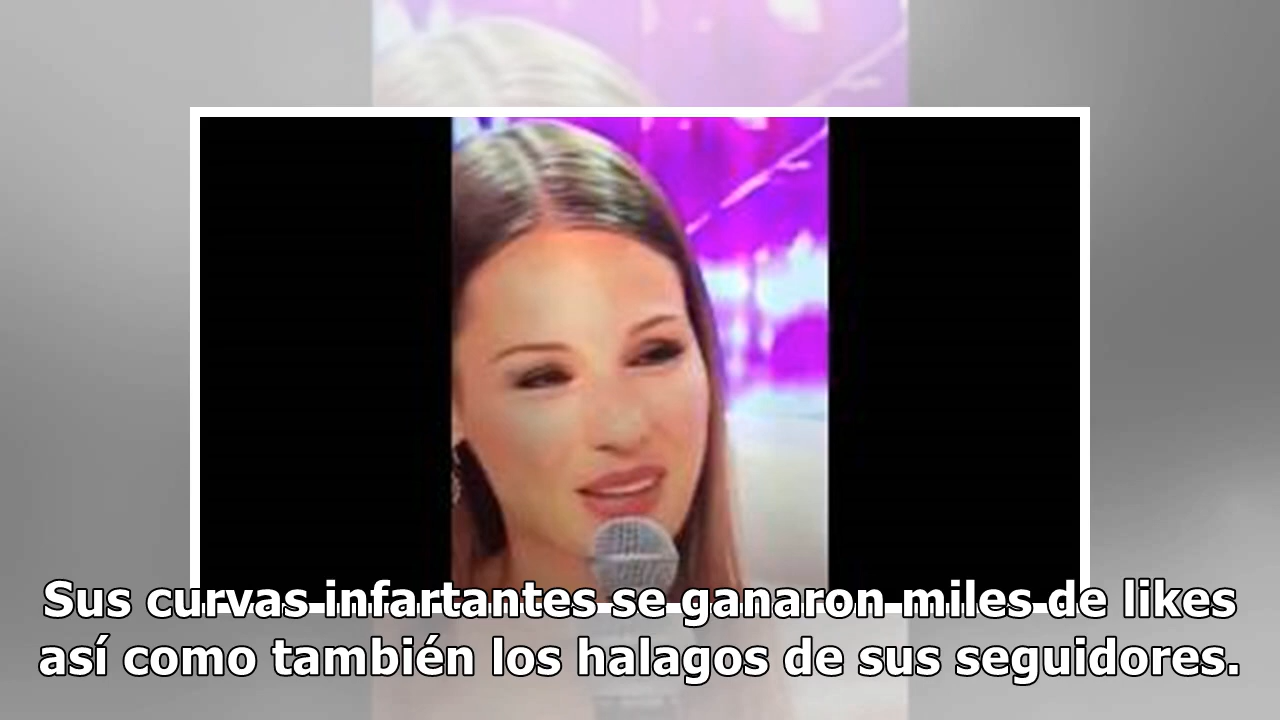 Sus curvas infartantes se ganaron miles de likes
así como también los halagos de sus seguidores.